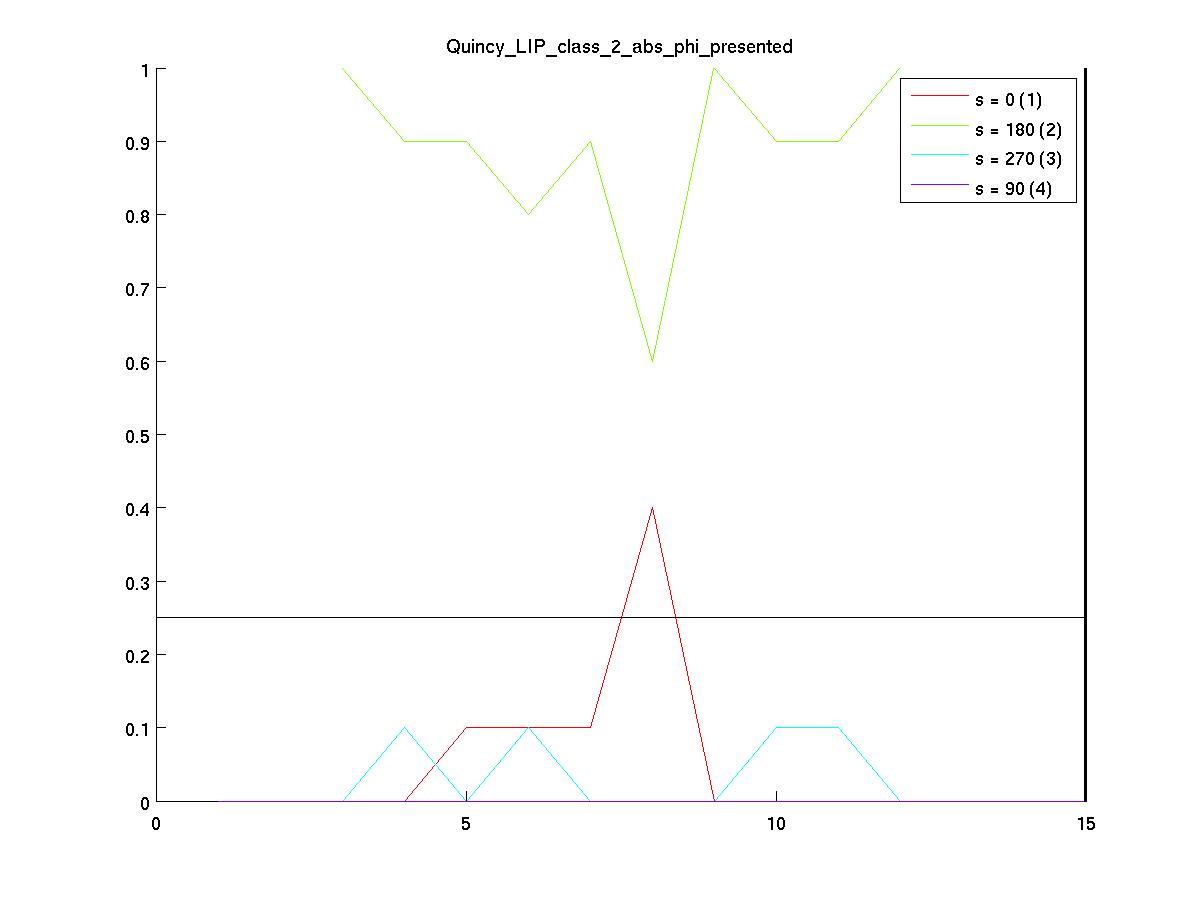 Quincy_LIP_class_2_abs_phi_presented
1
0.9
0.8
0.7
0.6
0.5
0.4
0.3
0.2
0.1
0
0 5 10 15
s = 0 (1)
s = 180 (2)
s = 270 (3)
s = 90 (4)